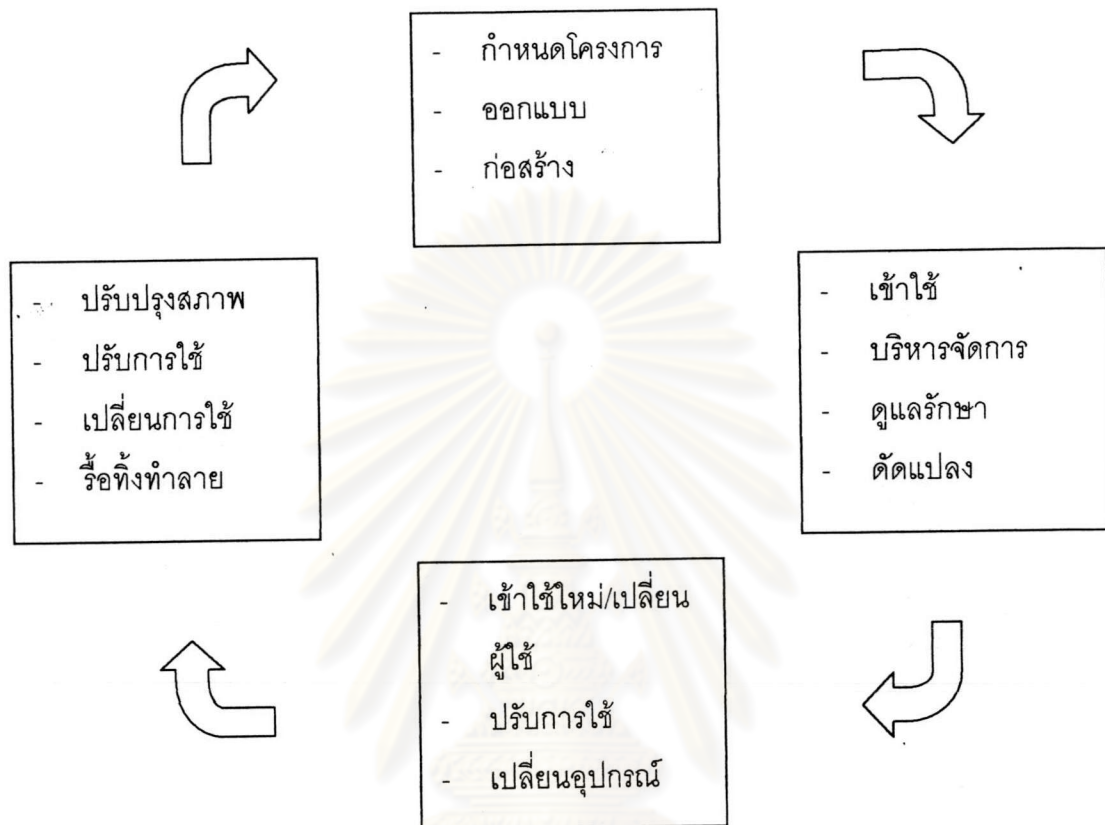 - กำหนดโครงการ
- ออกแบบ
- ก่อสร้าง
- ปรับปรุงสภาพ
- ปรับการใช้
- เปลี่ยนการใช้
- รื้อทิ้งทำลาย
- เข้าใช้
- บริหารจัดการ
- ดูแลรักษา
- ดัดแปลง
- เข้าใช้ใหม่/เปลี่ยน
ผู้ใช้
- ปรับการใช้
- เปลี่ยนอุปกรณ์